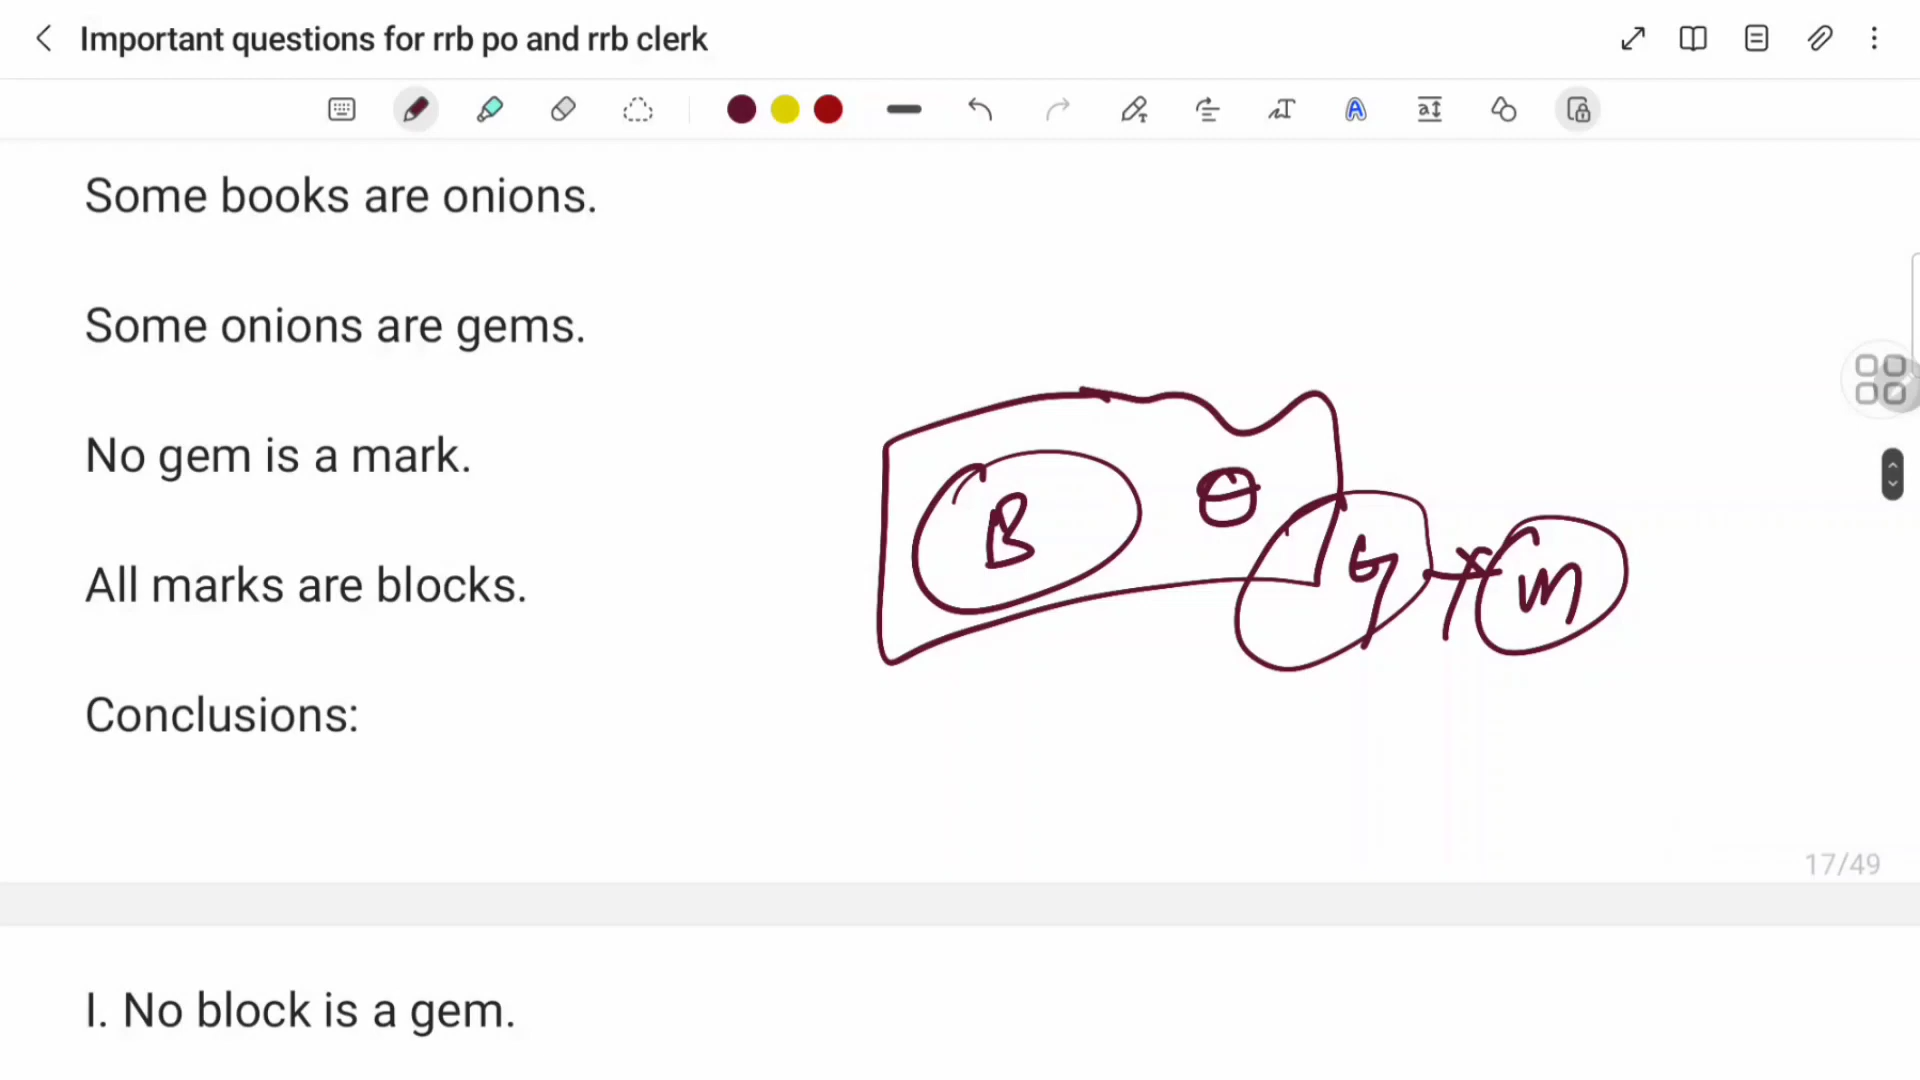 Important questions for rrb po and rrb clerk
Some books are onions.
Some onions are gems.
No gem is a mark.
All marks are blocks.
Conclusions:
B
O
G
m
17/49
I. No block is a gem.